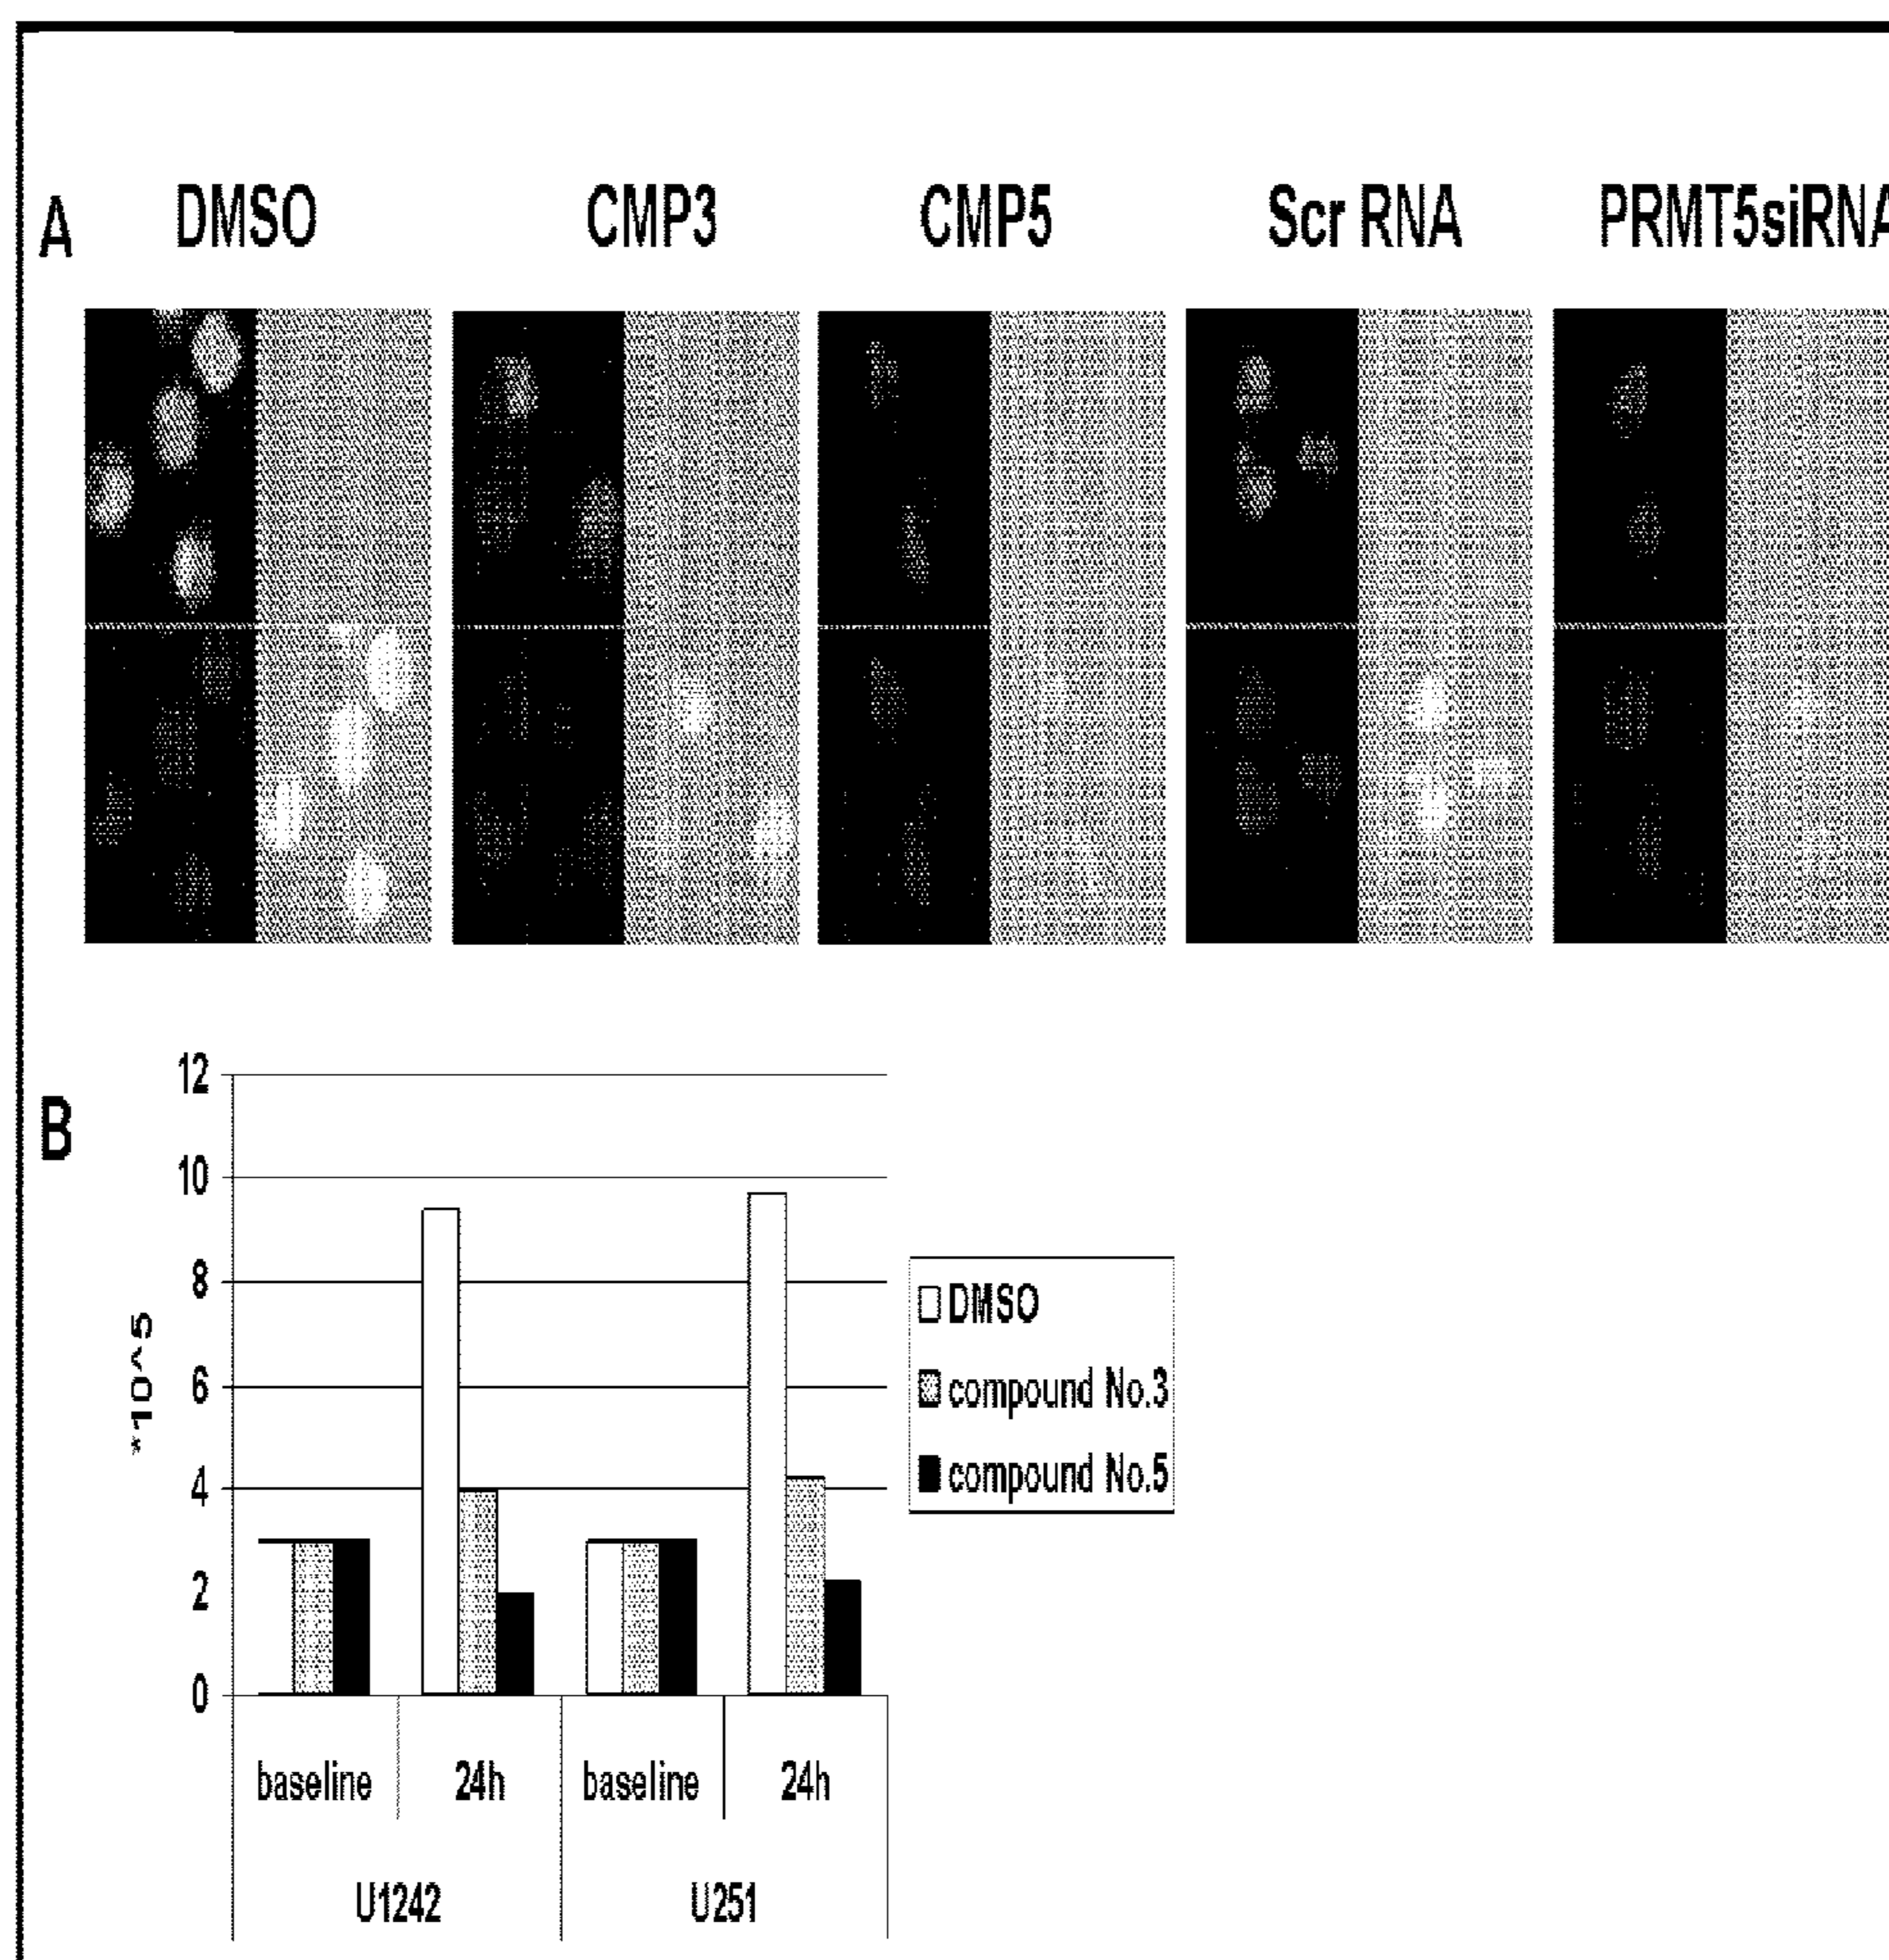 A DMSO CMP3 CMP5 Scr RNA PRMT5siRNA
B
12
10
8
6
4
2
0
*10^5
DMSO
compound No.3
compound No.5
baseline 24h baseline 24h
U1242 U251